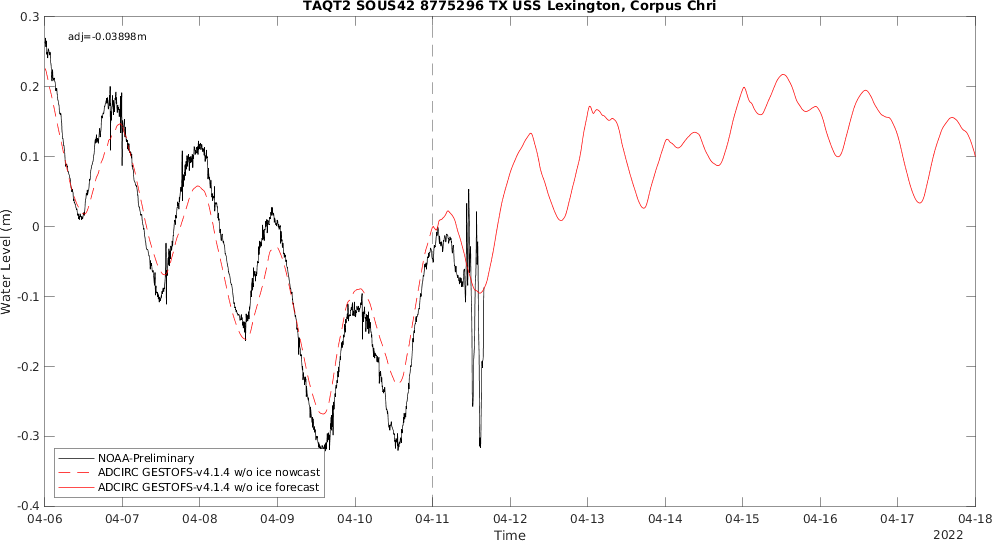 TAQT2 SOUS42 8775296 TX USS Lexington, Corpus Chri
adj=-0.03898m
0.3
0.2
0.1
0
-0.1
-0.2
-0.3
-0.4
Water Level (m)
NOAA-Preliminary
ADCIRC GESTOFS-v4.1.4 w/o ice nowcast
ADCIRC GESTOFS-v4.1.4 w/o ice forecast
04-06 04-07 04-08 04-09 04-10 04-11 04-12 04-13 04-14 04-15 04-16 04-17 04-18
Time
2022